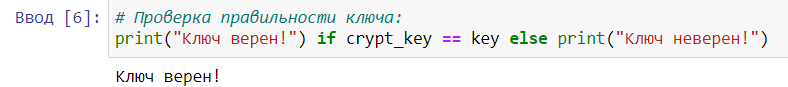 Ввод [6]:
# Проверка правильности ключа:
print("Ключ верен!") if crypt_key == key else print("Ключ неверен!")
Ключ верен!